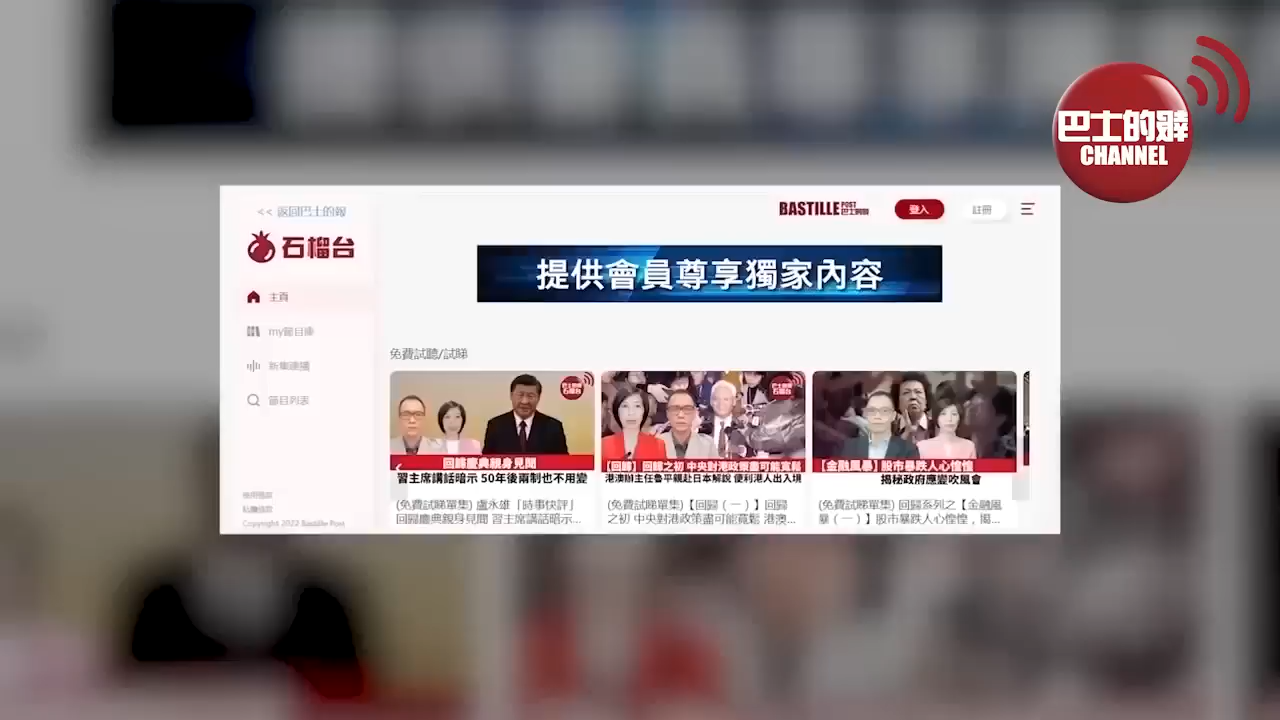 巴士的報
CHANNEL
<< 返回巴士的報
BASTILLE POST
巴士的報
登入
註冊
石榴台
主頁
my節目庫
新集連播
節目列表
提供會員尊享獨家內容
免費試聽/試睇
回歸慶典親身見聞
習主席講話暗示 50年後兩制也不用變
(免費試睇單集) 盧永雄「時事快評」
回歸慶典親身見聞 習主席講話暗示...
【回歸】回歸之初 中央對港政策盡可能寬鬆
港澳辦主任魯平親赴日本解說 便利港人出入境
(免費試睇單集)【回歸(一)】回歸
之初 中央對港政策盡可能寬鬆 港澳...
【金融風暴】股市暴跌人心惶惶
揭秘政府應變吹風會
(免費試睇單集) 回歸系列之【金融風
暴(一)】股市暴跌人心惶惶，揭...
Copyright 2022 Bastille Post